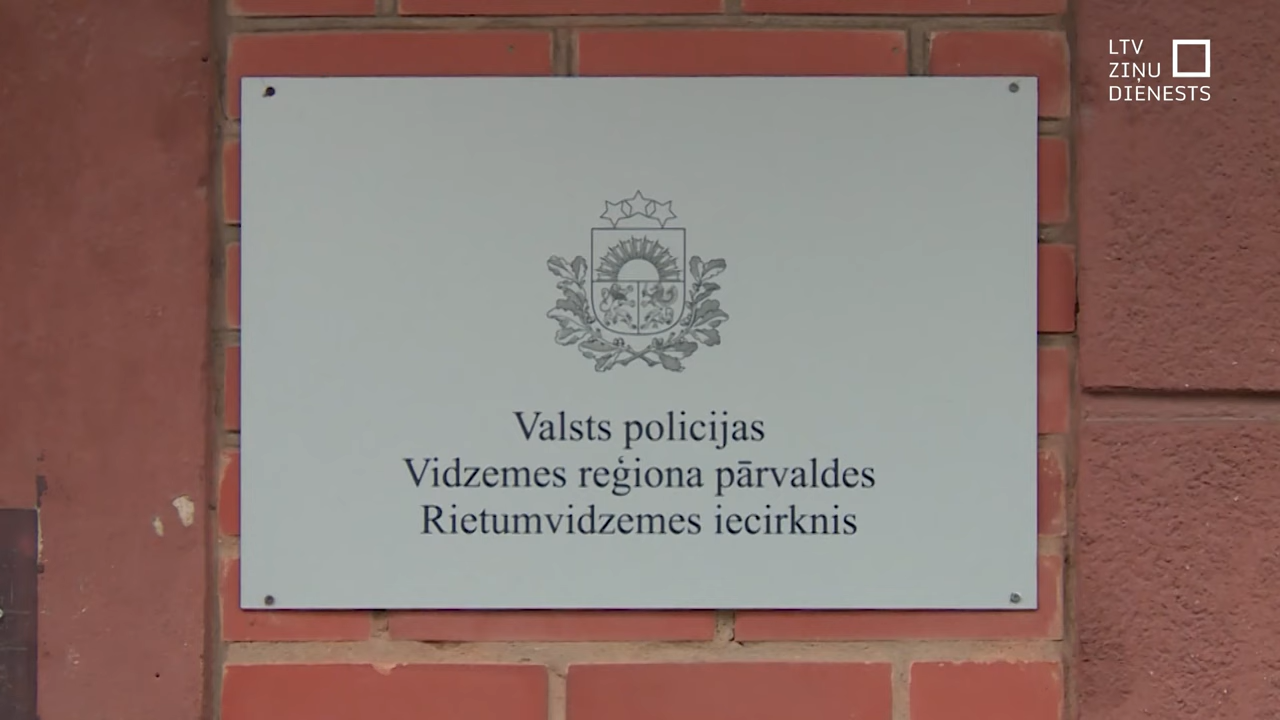 LTV
ZIŅU
DIENESTS
Valsts policijas
Vidzemes reģiona pārvaldes
Rietumvidzemes iecirknis